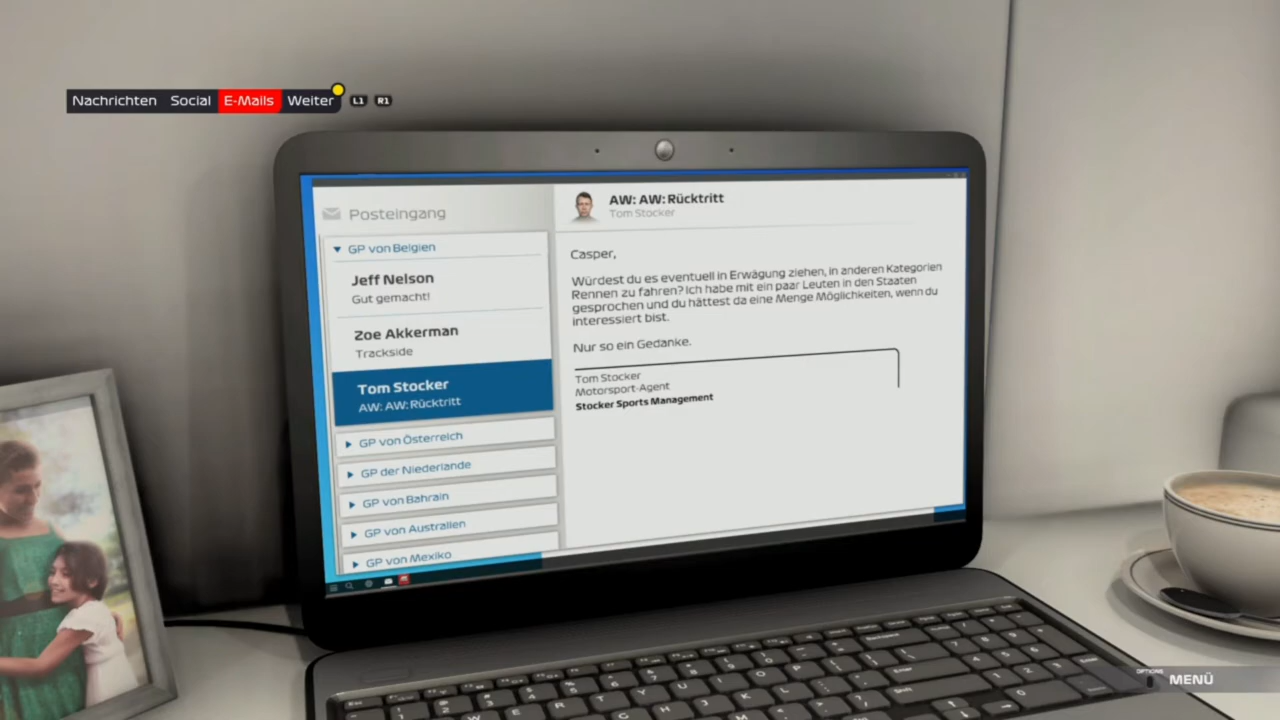 Nachrichten Social E-Mails Weiter L1 R1
Posteingang
GP von Belgien
Jeff Nelson
Gut gemacht!
Zoe Akkerman
Trackside
Tom Stocker
AW: AW: Rücktritt
GP von Österreich
GP der Niederlande
GP von Bahrain
GP von Australien
GP von Mexiko
AW: AW: Rücktritt
Tom Stocker
Casper,
Würdest du es eventuell in Erwägung ziehen, in anderen Kategorien
Rennen zu fahren? Ich habe mit ein paar Leuten in den Staaten
gesprochen und du hättest da eine Menge Möglichkeiten, wenn du
interessiert bist.
Nur so ein Gedanke.
Tom Stocker
Motorsport-Agent
Stocker Sports Management
OPTIONS
MENÜ